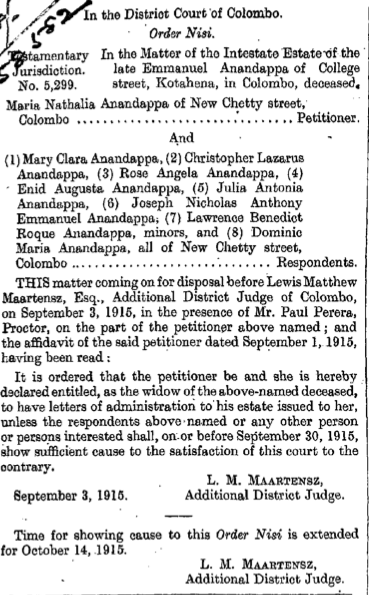 In the District Court of Colombo.
Order Nisi.
Testamentary Jurisdiction. No. 5,299.
In the Matter of the Intestate Estate of the
late Emmanuel Anandappa of College
street, Kotahena, in Colombo, deceased.
Maria Nathalia Anandappa of New Chetty street,
Colombo .............................. Petitioner.
And
(1) Mary Clara Anandappa, (2) Christopher Lazarus
Anandappa, (3) Rose Angela Anandappa, (4)
Enid Augusta Anandappa, (5) Julia Antonia
Anandappa, (6) Joseph Nicholas Anthony
Emmanuel Anandappa; (7) Lawrence Benedict
Roque Anandappa, minors, and (8) Dominic
Maria Anandappa, all of New Chetty street,
Colombo .............................. Respondents.
THIS matter coming on for disposal before Lewis Matthew
Maartensz, Esq., Additional District Judge of Colombo,
on September 3, 1915, in the presence of Mr. Paul Perera,
Proctor, on the part of the petitioner above named; and
the affidavit of the said petitioner dated September 1, 1915,
having been read:
It is ordered that the petitioner be and she is hereby
declared entitled, as the widow of the above-named deceased,
to have letters of administration to his estate issued to her,
unless the respondents above named or any other person
or persons interested shall, on or before September 30, 1915,
show sufficient cause to the satisfaction of this court to the
contrary.
L. M. MAARTENSZ,
September 3, 1915. Additional District Judge.
Time for showing cause to this Order Nisi is extended
for October 14, 1915.
L. M. MAARTENSZ,
Additional District Judge.